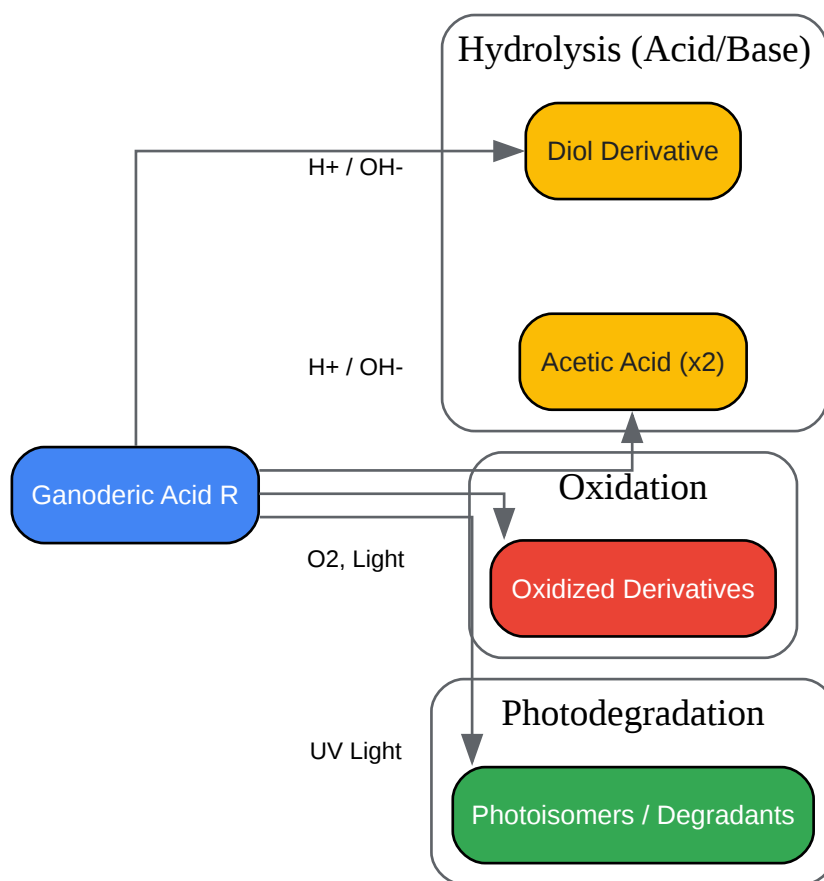 Hydrolysis (Acid/Base)
Diol Derivative
H+ / OH-
Acetic Acid (x2)
H+ / OH-
Ganoderic Acid R
Oxidation
O2, Light
Oxidized Derivatives
Photodegradation
UV Light
Photoisomers / Degradants